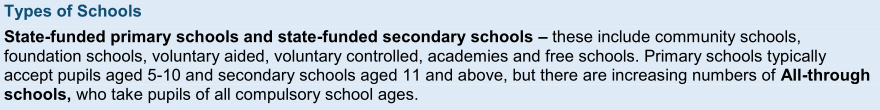 Types of Schools
State-funded primary schools and state-funded secondary schools – these include community schools,
foundation schools, voluntary aided, voluntary controlled, academies and free schools. Primary schools typically
accept pupils aged 5-10 and secondary schools aged 11 and above, but there are increasing numbers of All-through
schools, who take pupils of all compulsory school ages.